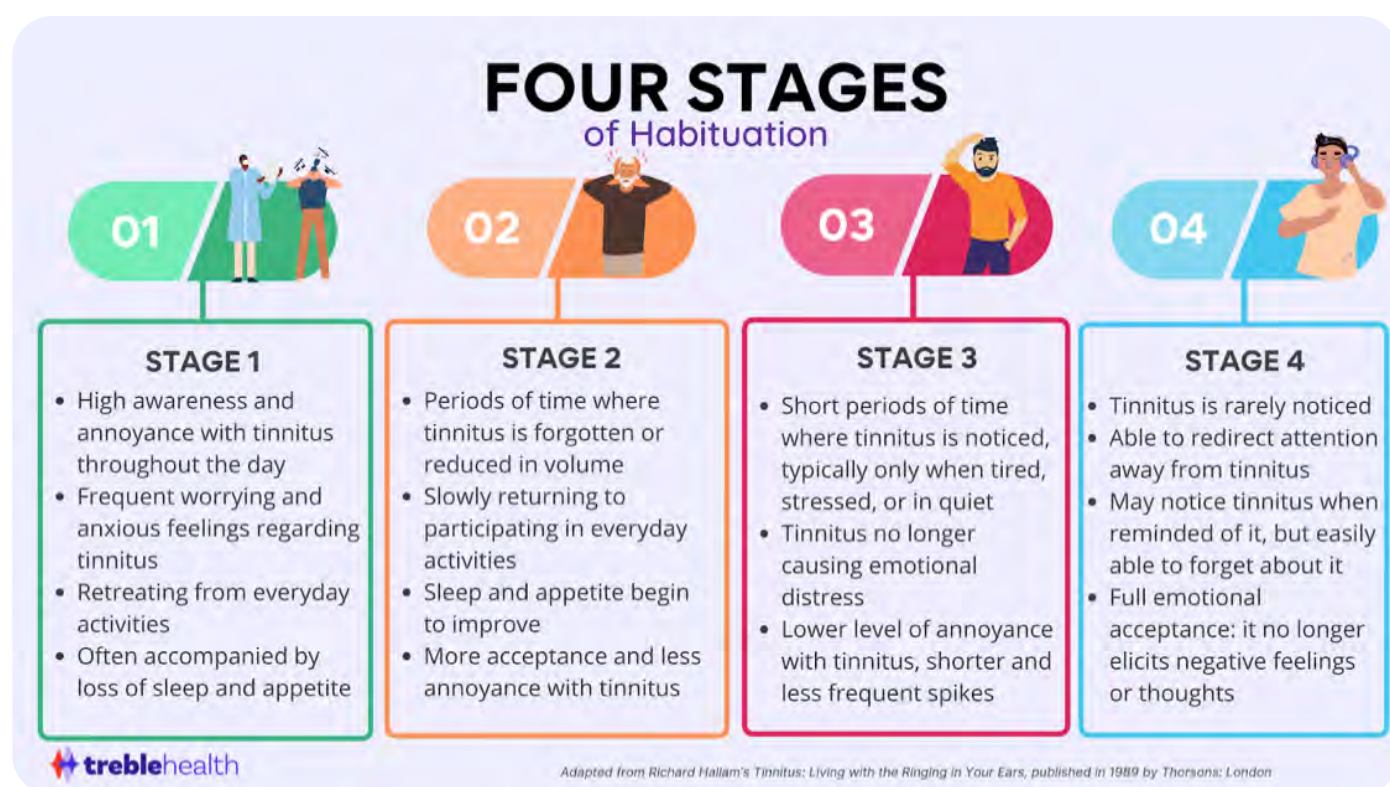 FOUR STAGES
of Habituation
01
02
03
04
STAGE 1
• High awareness and
annoyance with tinnitus
throughout the day
• Frequent worrying and
anxious feelings regarding
tinnitus
• Retreating from everyday
activities
• Often accompanied by
loss of sleep and appetite
STAGE 2
• Periods of time where
tinnitus is forgotten or
reduced in volume
• Slowly returning to
participating in everyday
activities
• Sleep and appetite begin
to improve
• More acceptance and less
annoyance with tinnitus
STAGE 3
• Short periods of time
where tinnitus is noticed,
typically only when tired,
stressed, or in quiet
• Tinnitus no longer
causing emotional
distress
• Lower level of annoyance
with tinnitus, shorter and
less frequent spikes
STAGE 4
• Tinnitus is rarely noticed
• Able to redirect attention
away from tinnitus
• May notice tinnitus when
reminded of it, but easily
able to forget about it
• Full emotional
acceptance: it no longer
elicits negative feelings
or thoughts
treblehealth
Adapted from Richard Hallam's Tinnitus: Living with the Ringing in Your Ears, published in 1989 by Thorsons: London